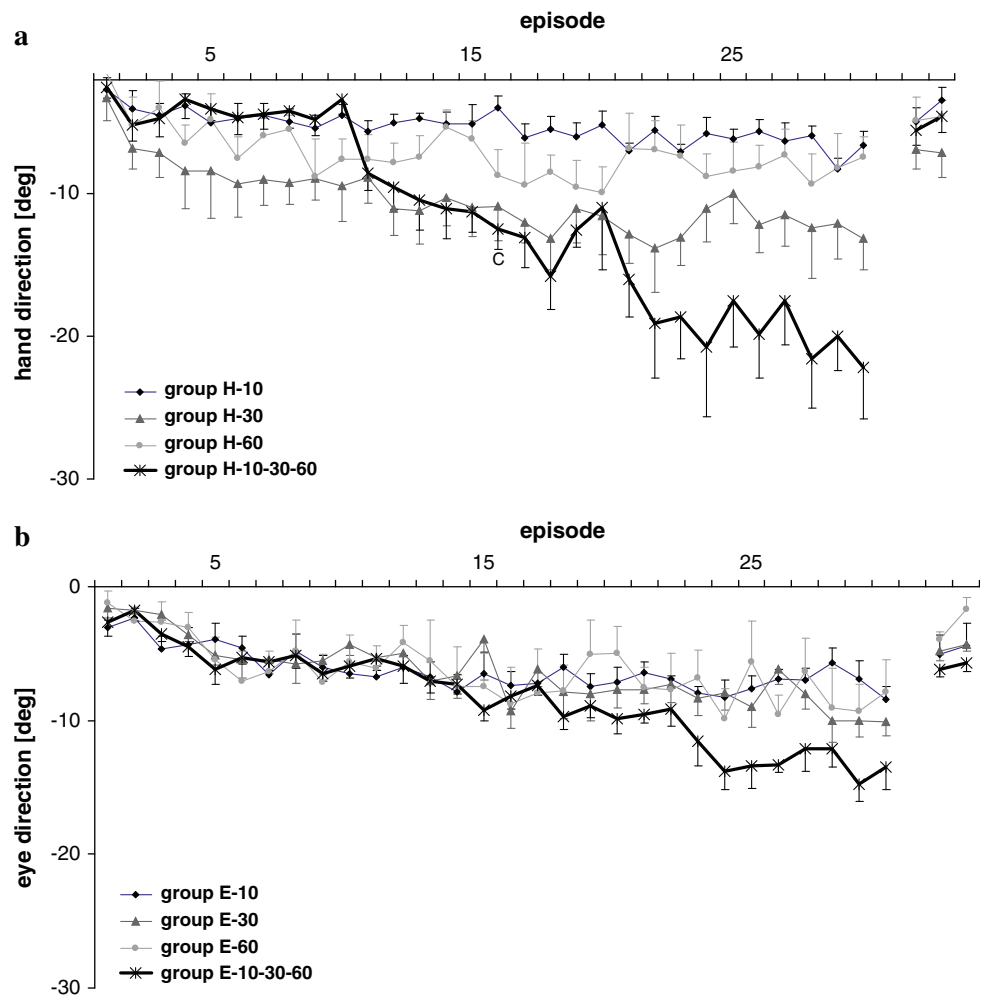 a
episode
5 15 25
-10
-20
-30
hand direction [deg]
C
group H-10
group H-30
group H-60
group H-10-30-60
b
episode
5 15 25
0
-10
-20
-30
eye direction [deg]
group E-10
group E-30
group E-60
group E-10-30-60